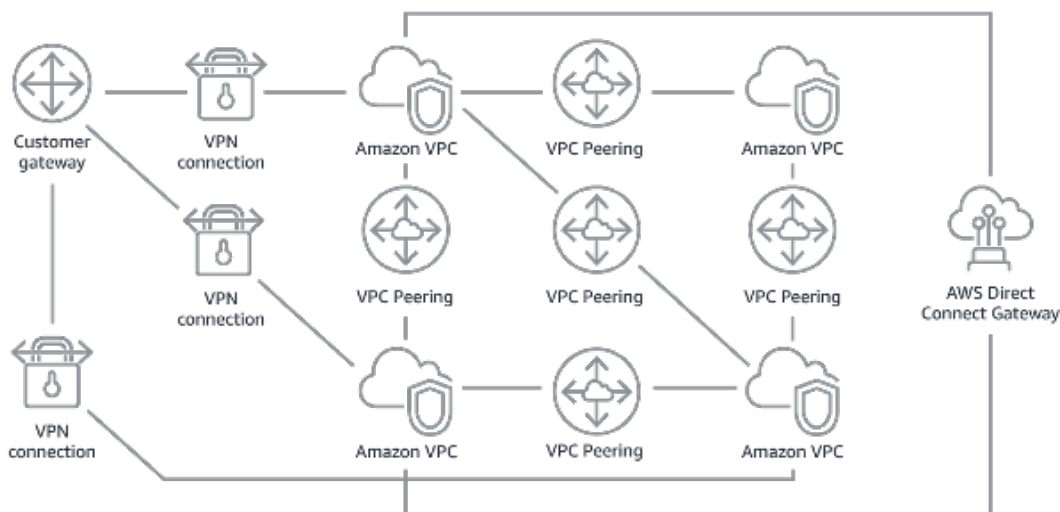 Customer
gateway
VPN
connection
Amazon VPC
VPC Peering
Amazon VPC
VPN
connection
VPC Peering
VPC Peering
VPC Peering
AWS Direct
Connect Gateway
VPN
connection
Amazon VPC
VPC Peering
Amazon VPC